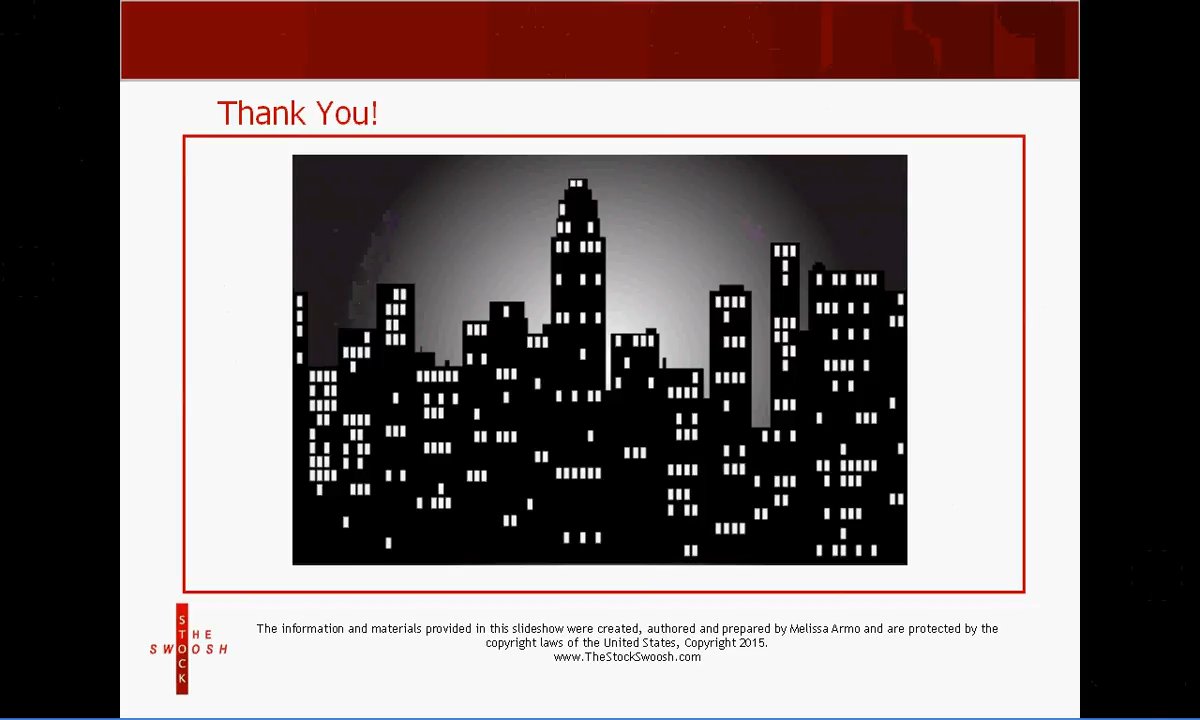 Thank You!
THE
STOCK
SWOOSH
The information and materials provided in this slideshow were created, authored and prepared by Melissa Armo and are protected by the
copyright laws of the United States, Copyright 2015.
www.TheStockSwoosh.com